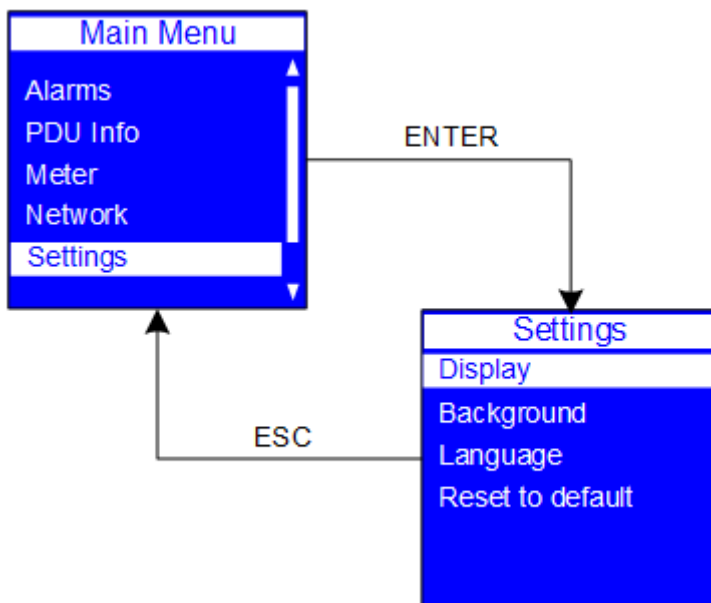 Main Menu
Alarms
PDU Info
Meter
Network
Settings
ENTER
Settings
Display
Background
Language
Reset to default
ESC